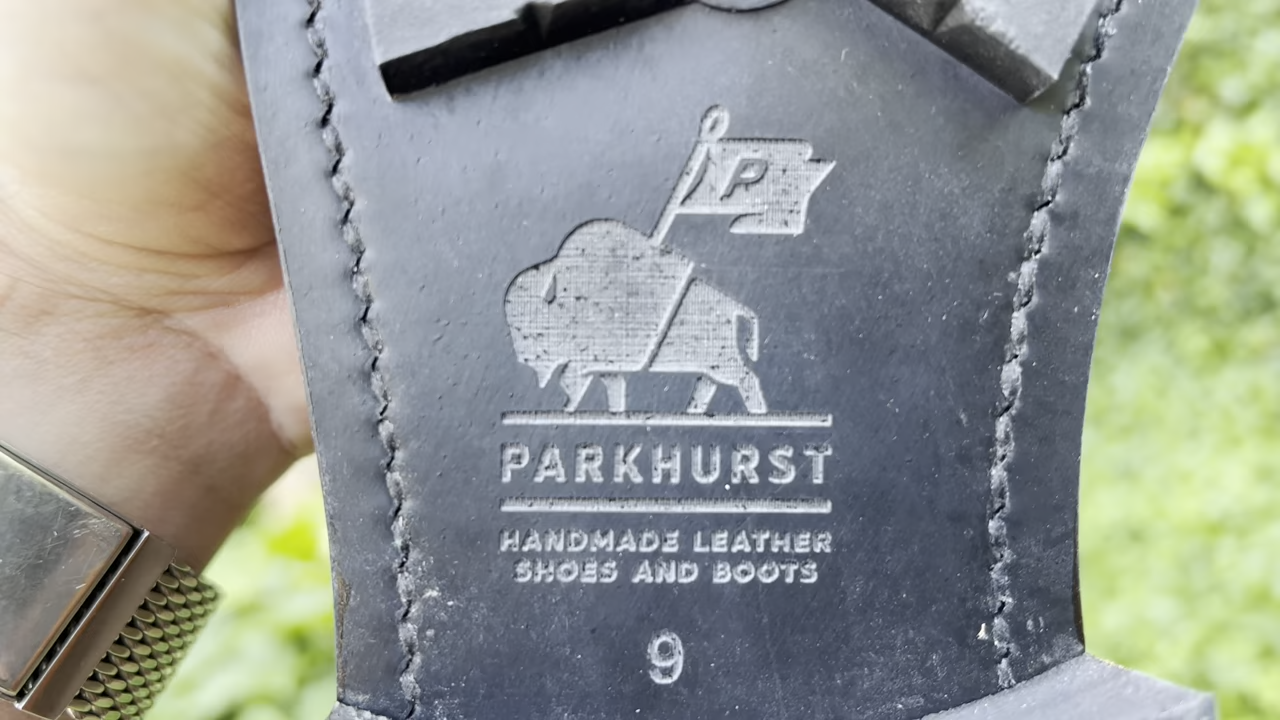 P
PARKHURST
HANDMADE LEATHER
SHOES AND BOOTS
9